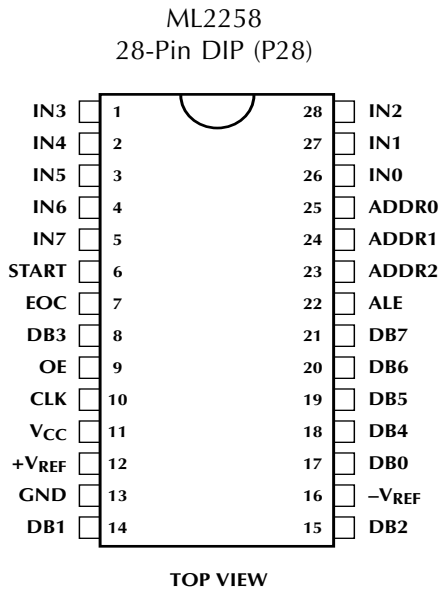 ML2258
28-Pin DIP (P28)
IN3 1 28 IN2
IN4 2 27 IN1
IN5 3 26 IN0
IN6 4 25 ADDR0
IN7 5 24 ADDR1
START 6 23 ADDR2
EOC 7 22 ALE
DB3 8 21 DB7
OE 9 20 DB6
CLK 10 19 DB5
VCC 11 18 DB4
+VREF 12 17 DB0
GND 13 16 –VREF
DB1 14 15 DB2
TOP VIEW